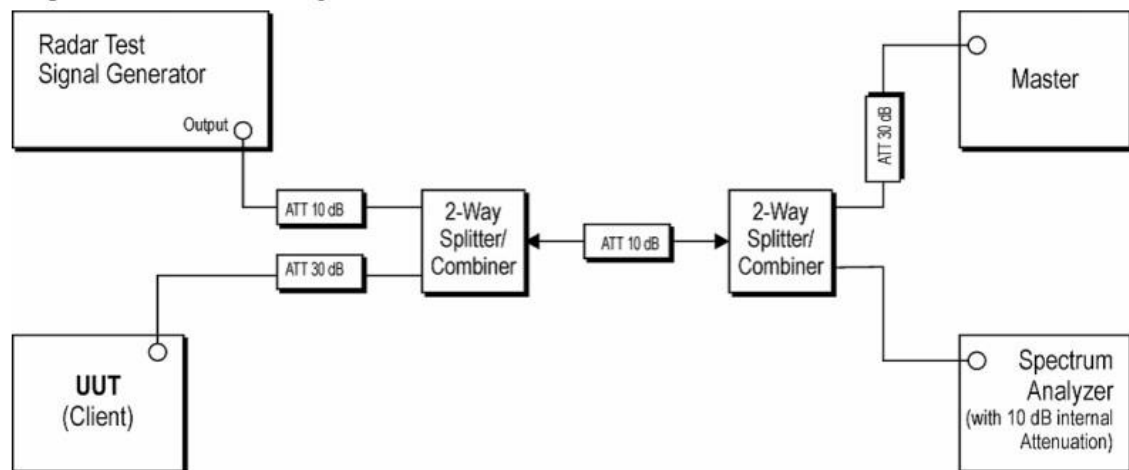 Radar Test
Signal Generator
Output
Master
ATT 30 dB
ATT 10 dB
2-Way
Splitter/
Combiner
ATT 10 dB
2-Way
Splitter/
Combiner
ATT 30 dB
UUT
(Client)
Spectrum
Analyzer
(with 10 dB internal
Attenuation)